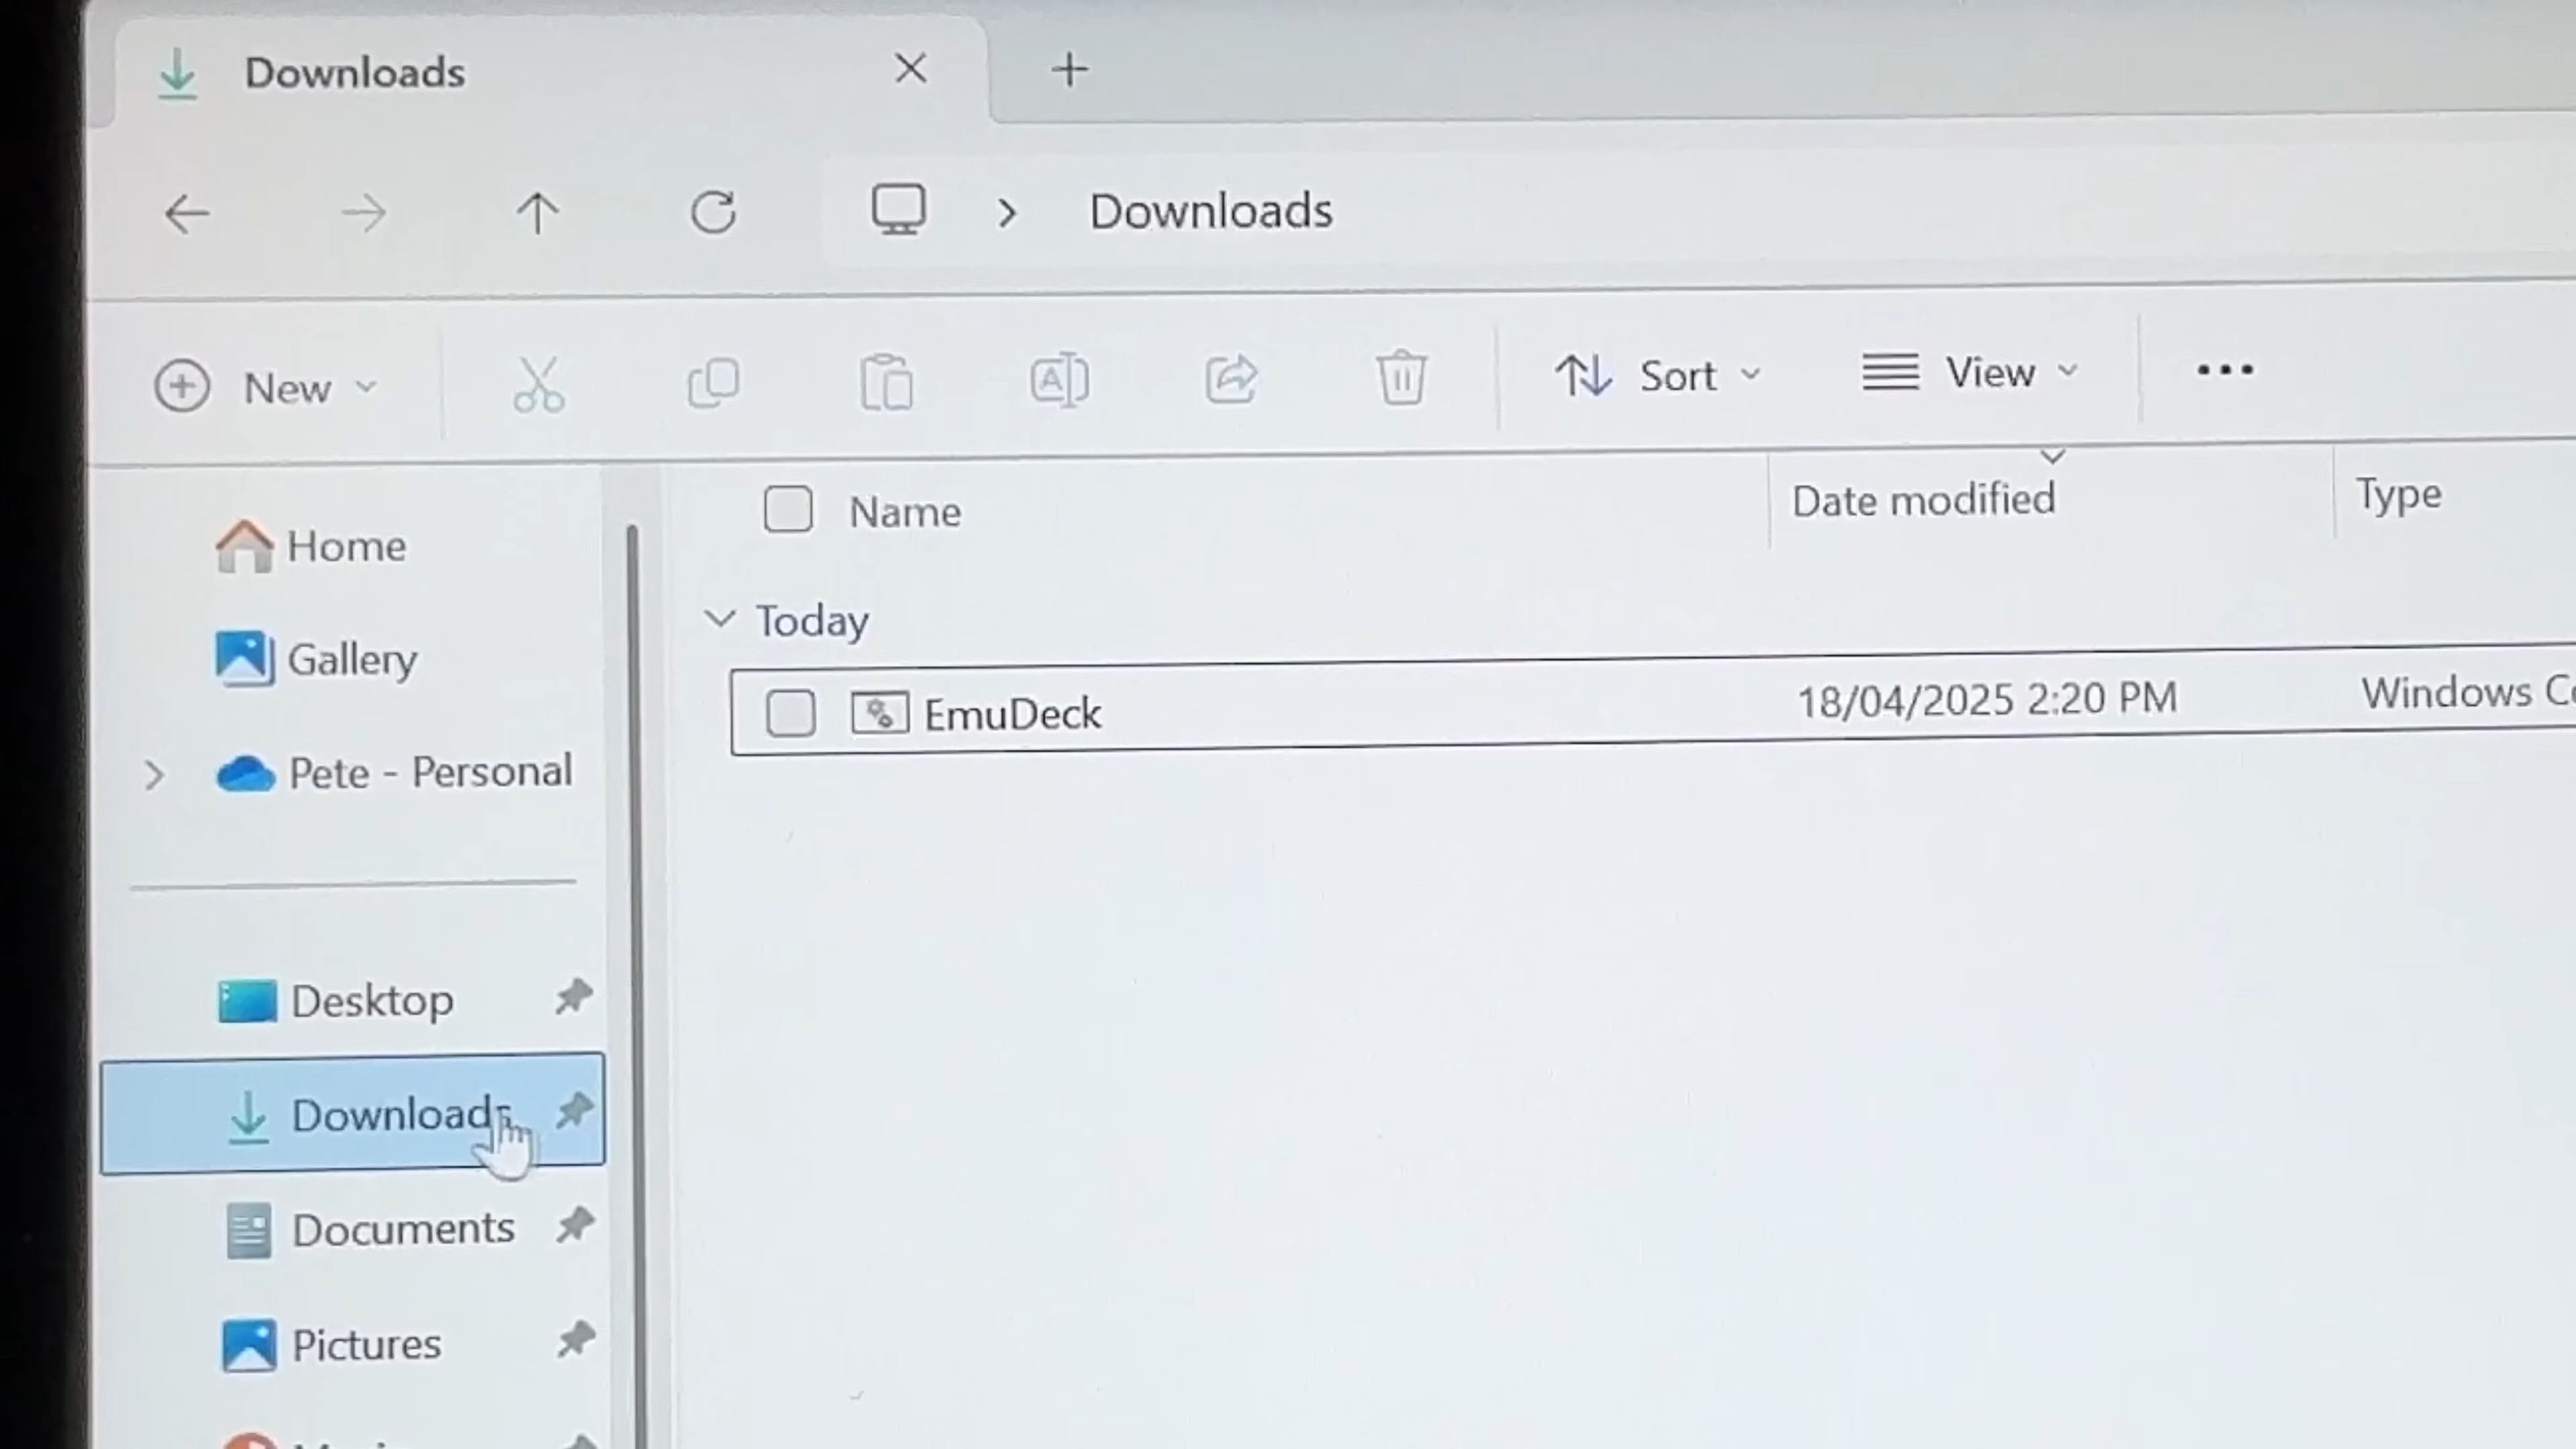 Downloads
Downloads
New
Sort
View
Name
Date modified
Type
Home
Today
Gallery
EmuDeck
18/04/2025 2:20 PM
Windows
Pete - Personal
Desktop
Downloads
Documents
Pictures